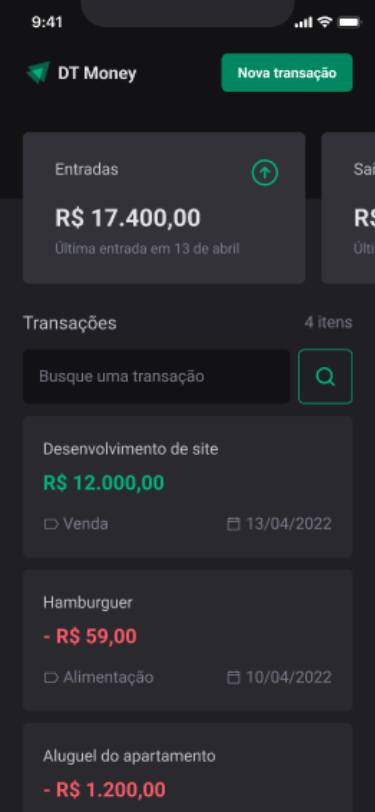 9:41
DT Money
Nova transação
Entradas
R$ 17.400,00
Última entrada em 13 de abril
Transações
4 itens
Busque uma transação
Desenvolvimento de site
R$ 12.000,00
Venda
13/04/2022
Hamburguer
- R$ 59,00
Alimentação
10/04/2022
Aluguel do apartamento
- R$ 1.200,00